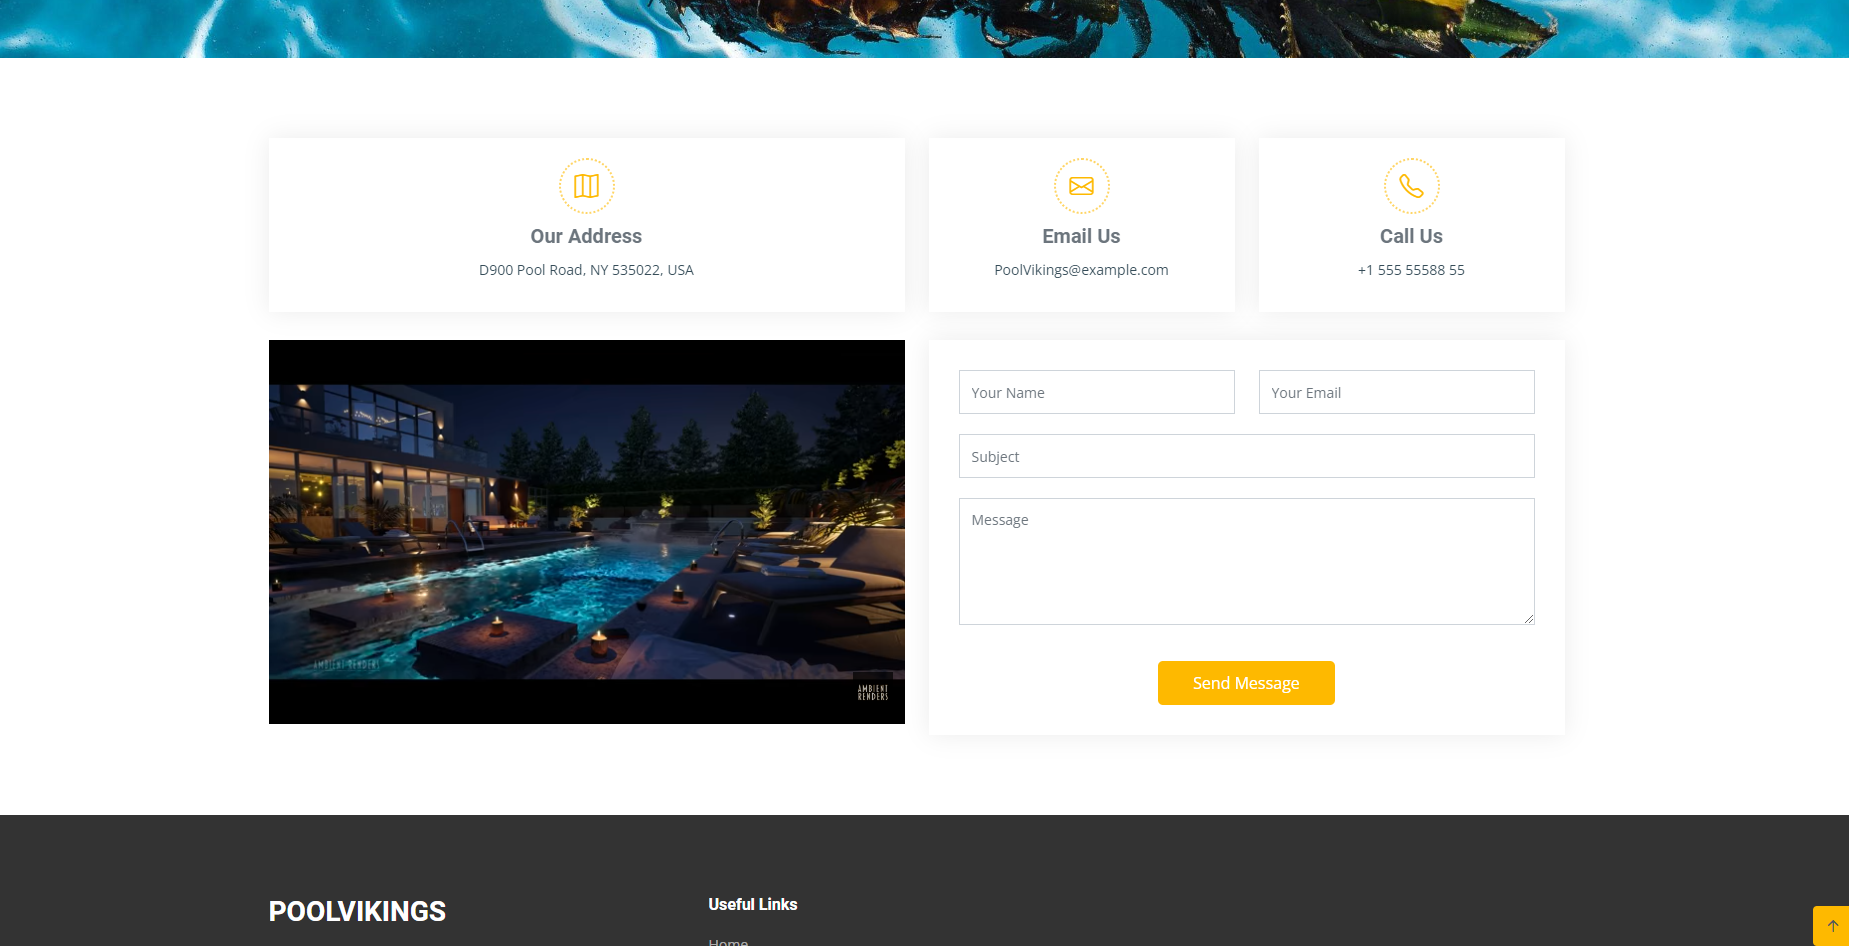 Our Address
D900 Pool Road, NY 535022, USA
Email Us
PoolVikings@example.com
Call Us
+1 555 55588 55
Your Name
Your Email
Subject
Message
AMBIENT RENDERS
AMBIENT
RENDERS
Send Message
POOLVIKINGS
Useful Links
Home